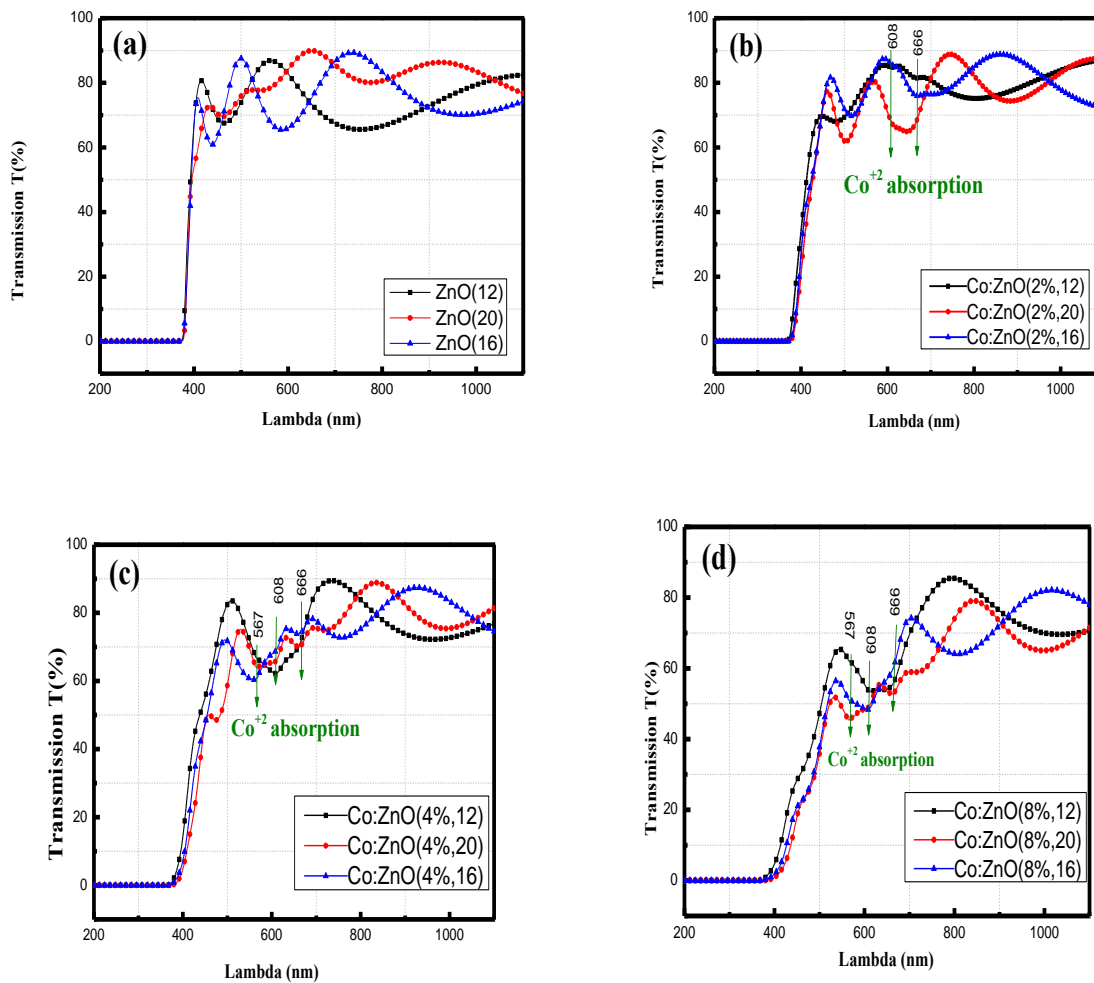 (a)
Transmission T(%)
100
80
60
40
20
0
200 400 600 800 1000
Lambda (nm)
ZnO(12)
ZnO(20)
ZnO(16)
(b)
608
666
Transmission T(%)
100
80
60
40
20
0
Co+2 absorption
Co:ZnO(2%,12)
Co:ZnO(2%,20)
Co:ZnO(2%,16)
200 400 600 800 1000
Lambda (nm)
(c)
567
608
666
Transmission T(%)
100
80
60
40
20
0
Co+2 absorption
Co:ZnO(4%,12)
Co:ZnO(4%,20)
Co:ZnO(4%,16)
200 400 600 800 1000
Lambda (nm)
(d)
567
608
666
Transmission T(%)
100
80
60
40
20
0
Co+2 absorption
Co:ZnO(8%,12)
Co:ZnO(8%,20)
Co:ZnO(8%,16)
200 400 600 800 1000
Lambda (nm)